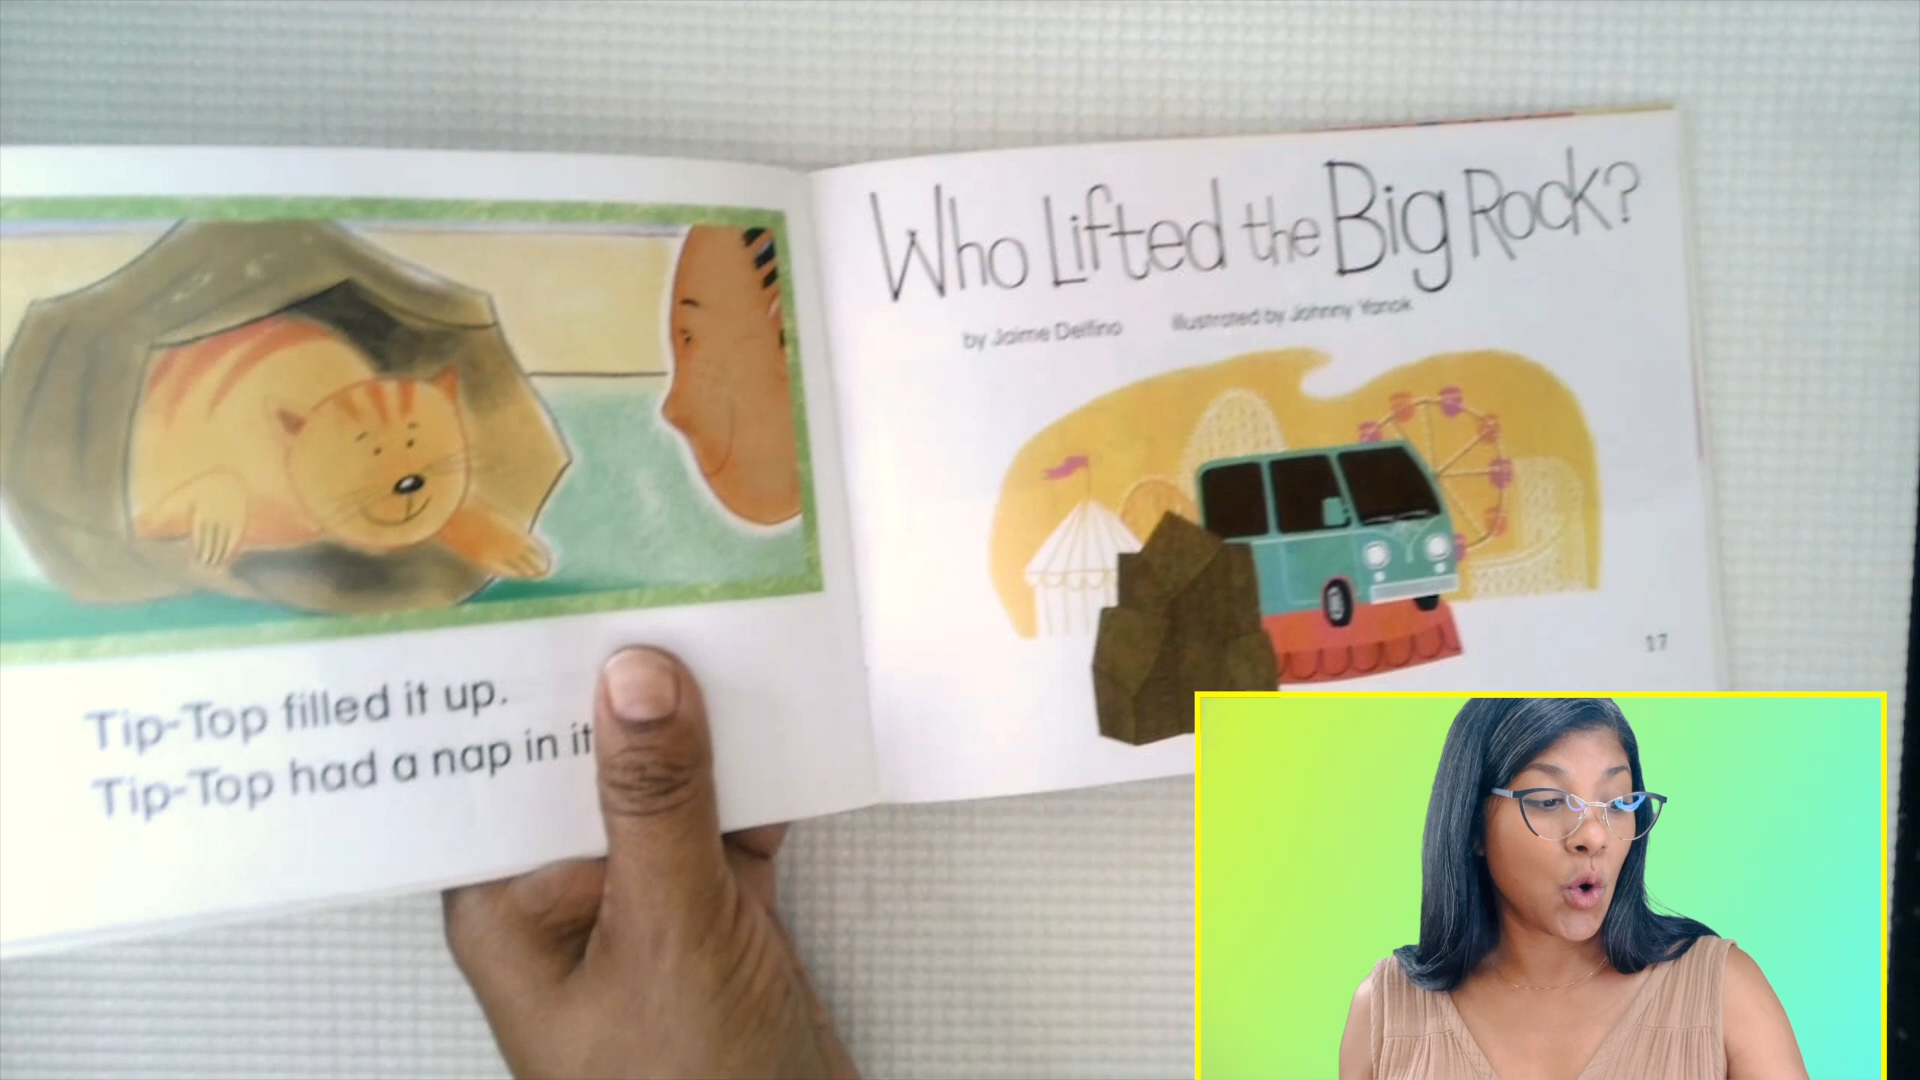 Tip-Top filled it up.
Tip-Top had a nap in it
Who Lifted the Big Rock?
by Jaime Delfino illustrated by Johnny Yanok
17